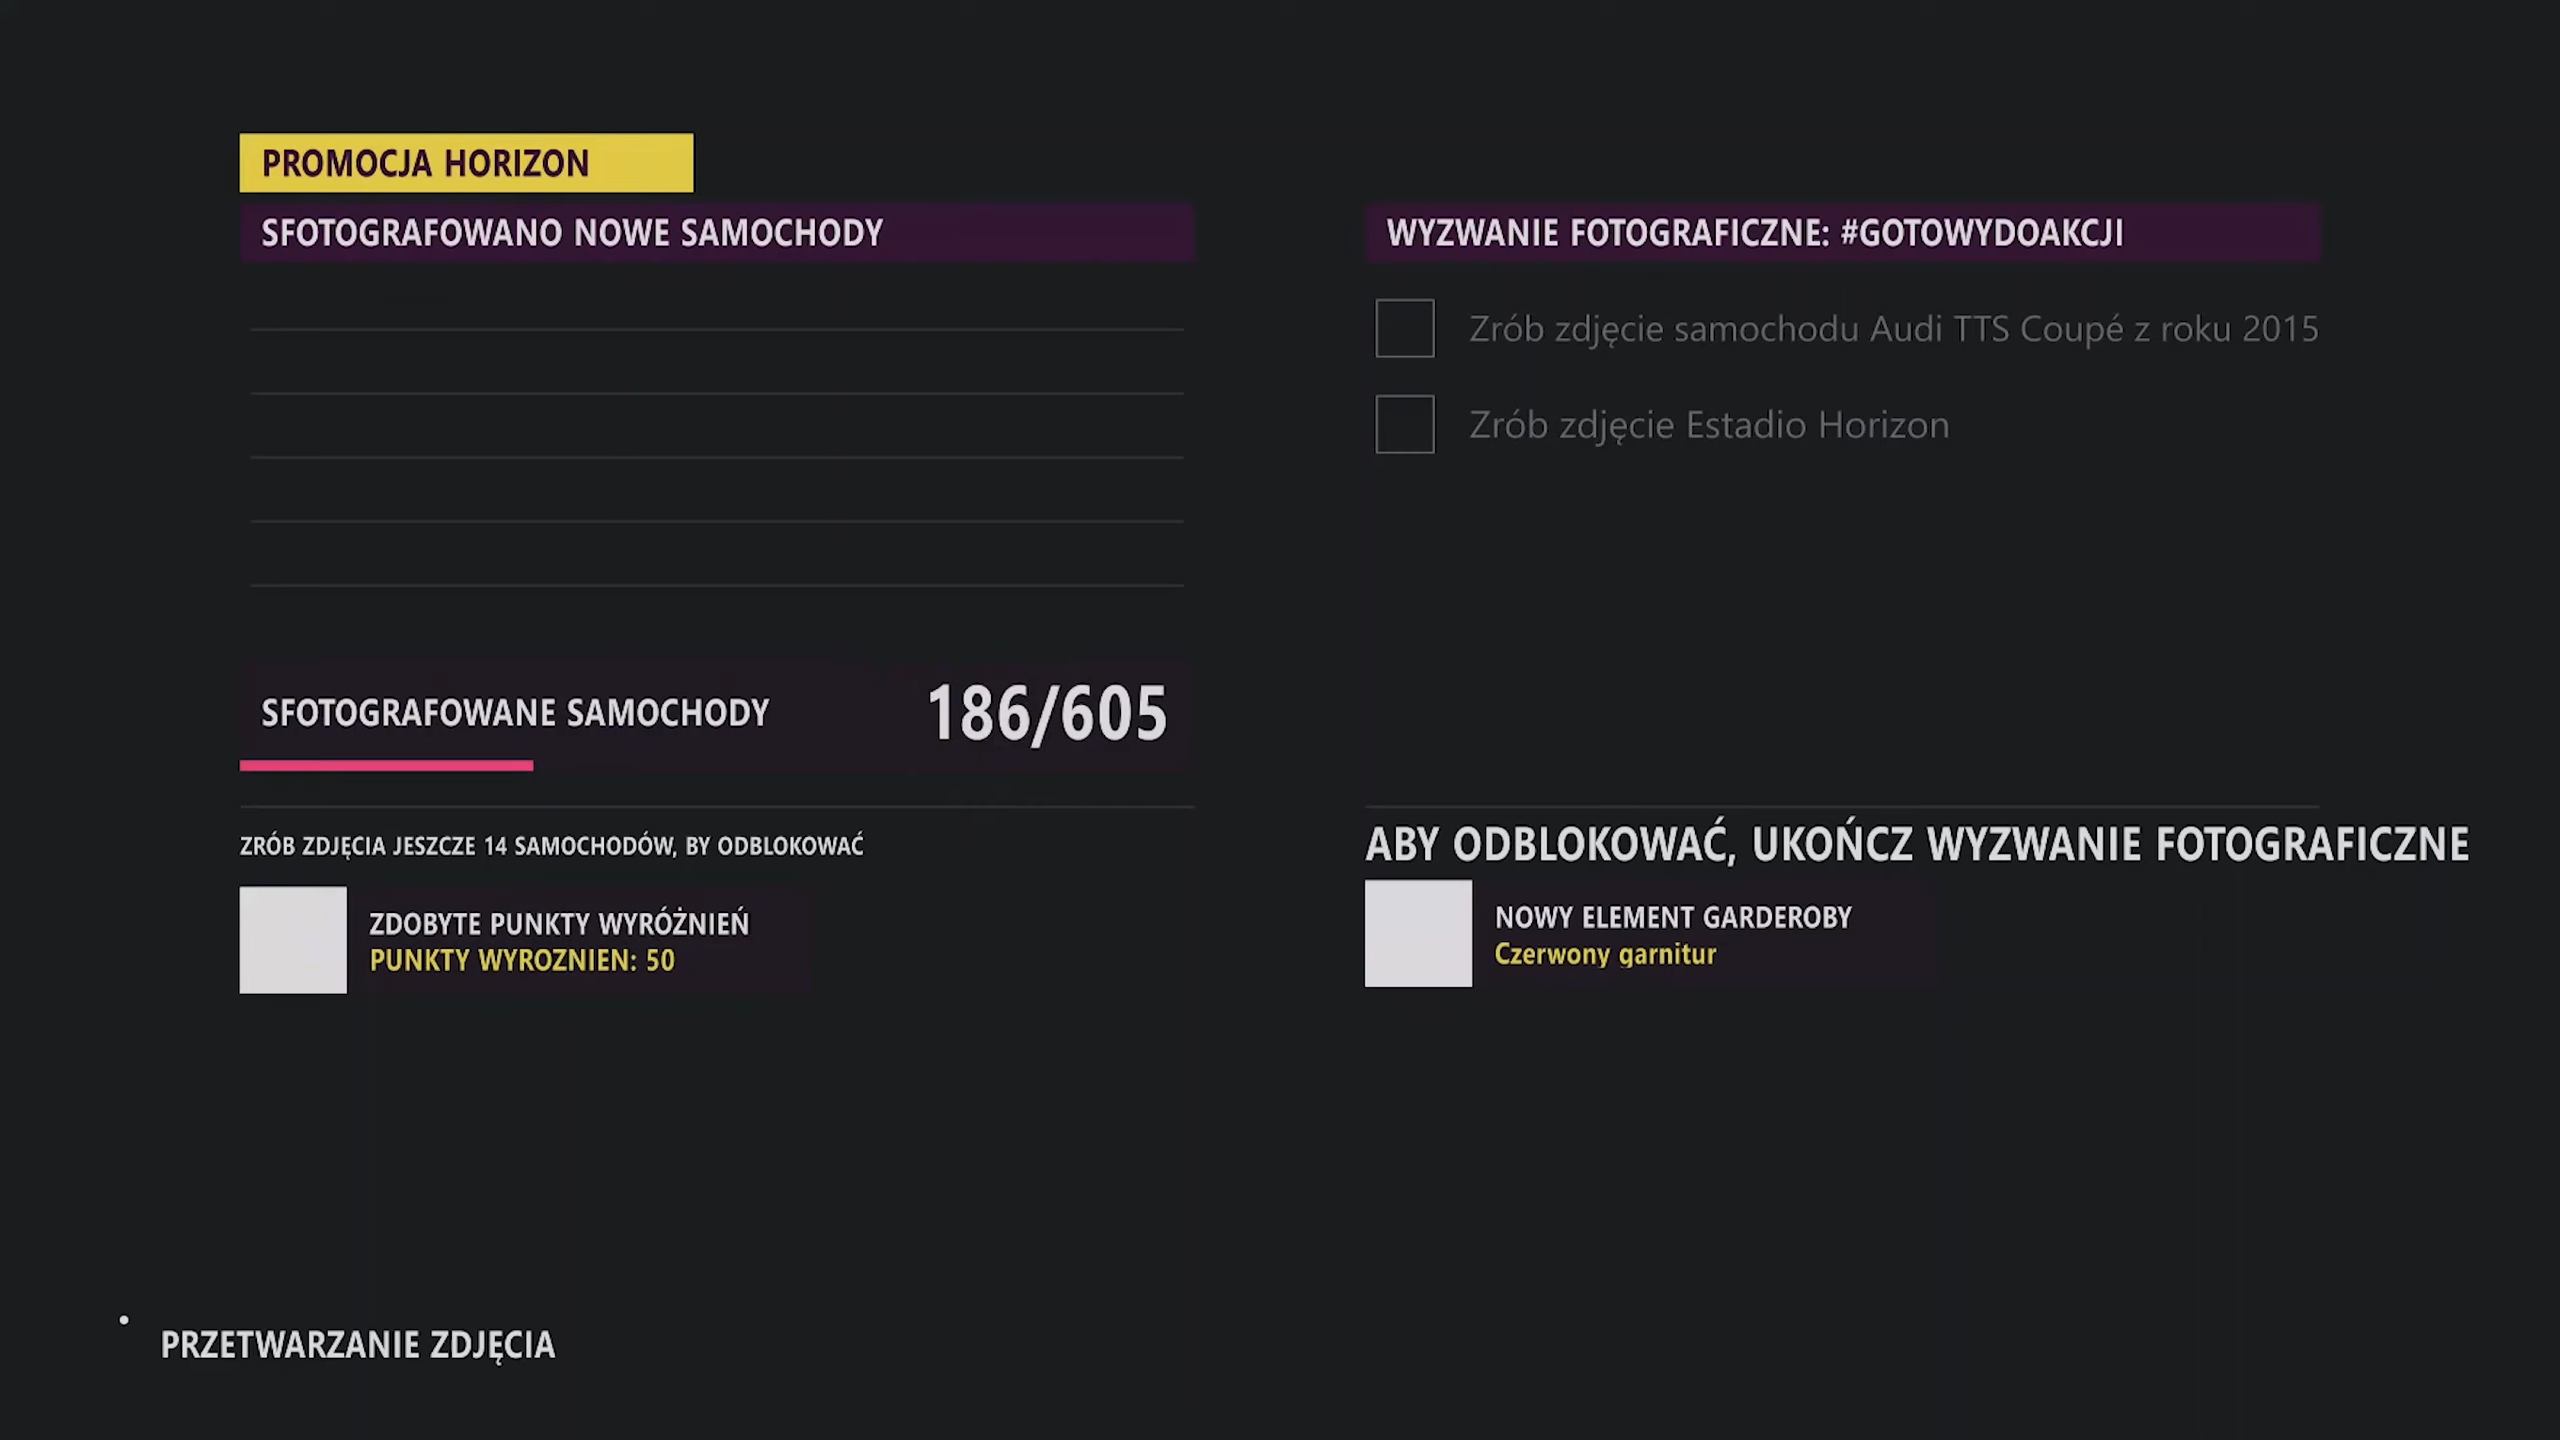 PROMOCJA HORIZON
SFOTOGRAFOWANO NOWE SAMOCHODY
SFOTOGRAFOWANE SAMOCHODY 186/605
ZRÓB ZDJĘCIA JESZCZE 14 SAMOCHODÓW, BY ODBLOKOWAĆ
ZDOBYTE PUNKTY WYRÓŻNIEŃ
PUNKTY WYROZNIEN: 50
WYZWANIE FOTOGRAFICZNE: #GOTOWYDOAKCJI
Zrób zdjęcie samochodu Audi TTS Coupé z roku 2015
Zrób zdjęcie Estadio Horizon
ABY ODBLOKOWAĆ, UKOŃCZ WYZWANIE FOTOGRAFICZNE
NOWY ELEMENT GARDEROBY
Czerwony garnitur
PRZETWARZANIE ZDJĘCIA